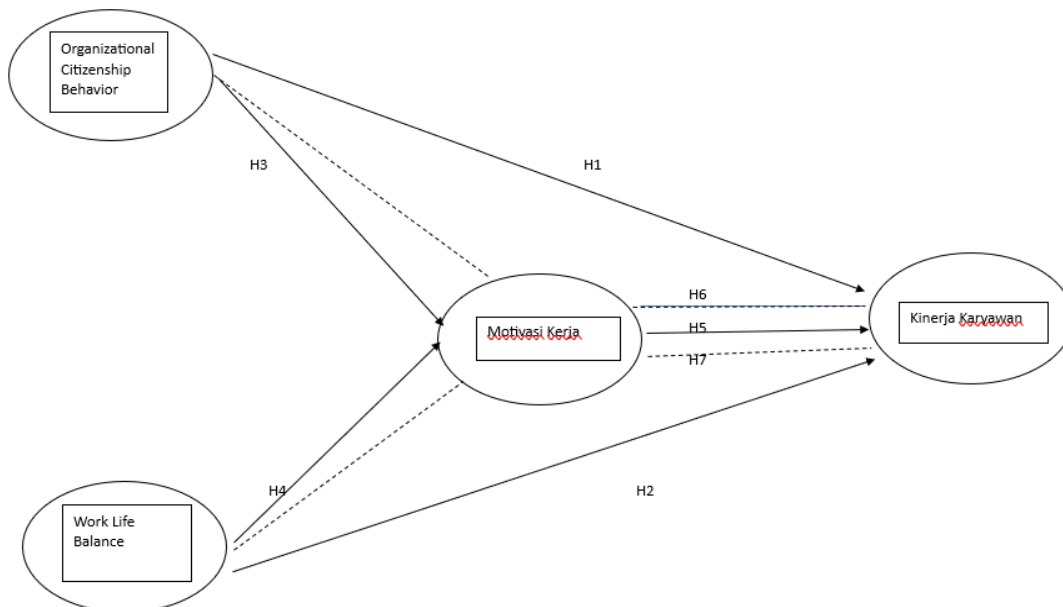 Organizational
Citizenship
Behavior
H3
H1
H6
Motivasi Kerja
H5
Kinerja Karyawan
H7
H4
H2
Work Life
Balance